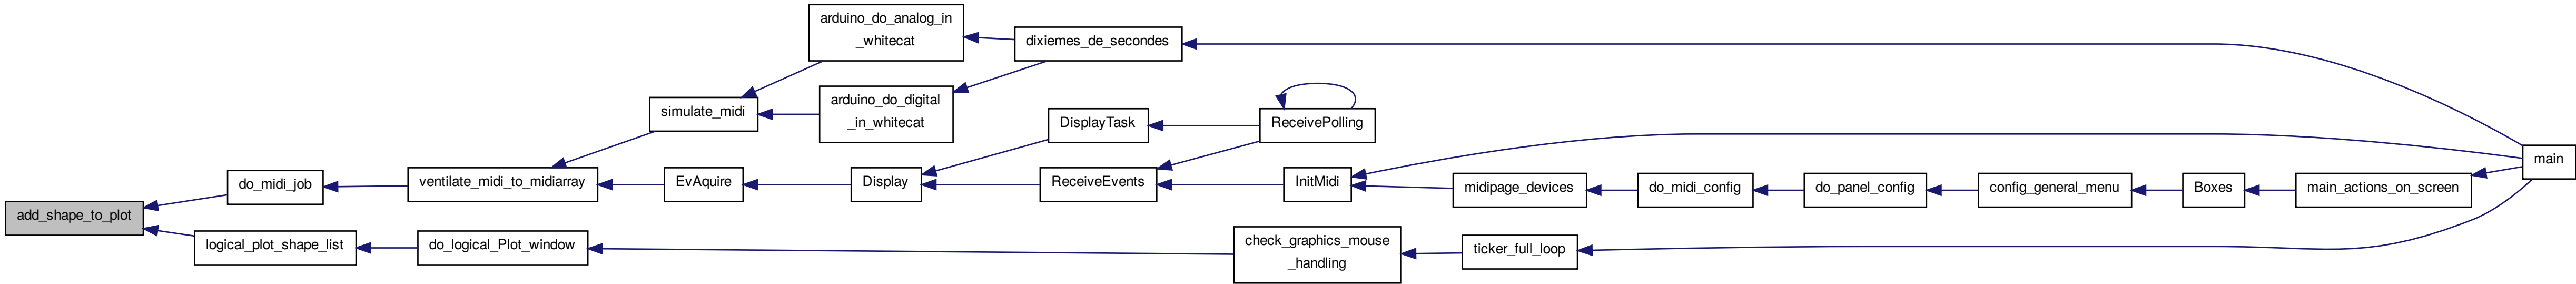 arduino_do_analog_in
_whitecat
dixiemes_de_secondes
simulate_midi
arduino_do_digital
_in_whitecat
DisplayTask
ReceivePolling
main
do_midi_job
ventilate_midi_to_midiarray
EvAquire
Display
ReceiveEvents
InitMidi
midipage_devices
do_midi_config
do_panel_config
config_general_menu
Boxes
main_actions_on_screen
add_shape_to_plot
logical_plot_shape_list
do_logical_Plot_window
check_graphics_mouse
_handling
ticker_full_loop